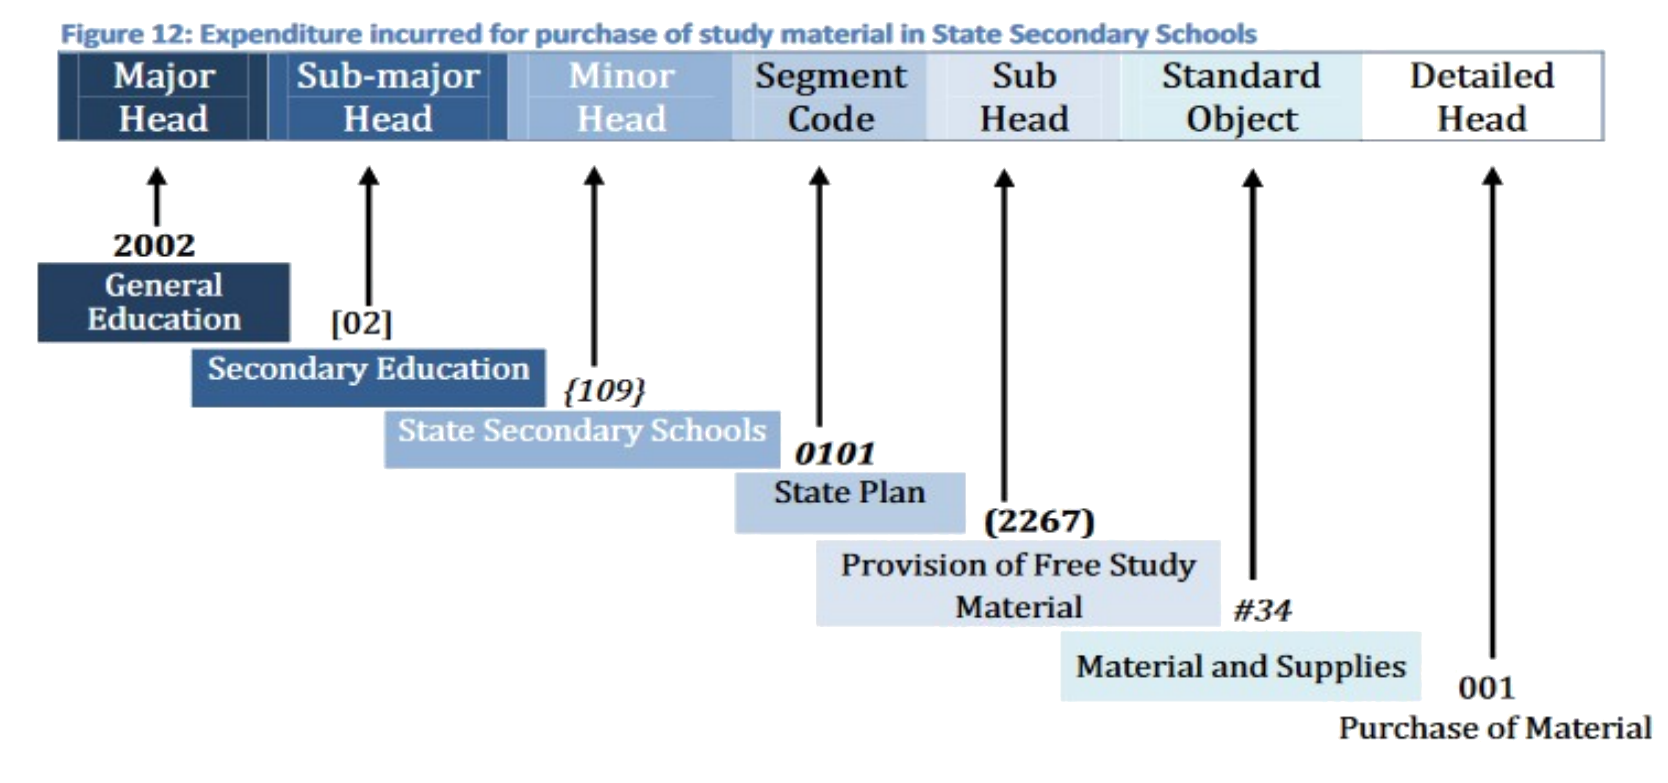 Figure 12: Expenditure incurred for purchase of study material in State Secondary Schools
Major Head
Sub-major Head
Minor Head
Segment Code
Sub Head
Standard Object
Detailed Head
2002
General
Education
[02]
Secondary Education
{109}
State Secondary Schools
0101
State Plan
(2267)
Provision of Free Study
Material
#34
Material and Supplies
001
Purchase of Material